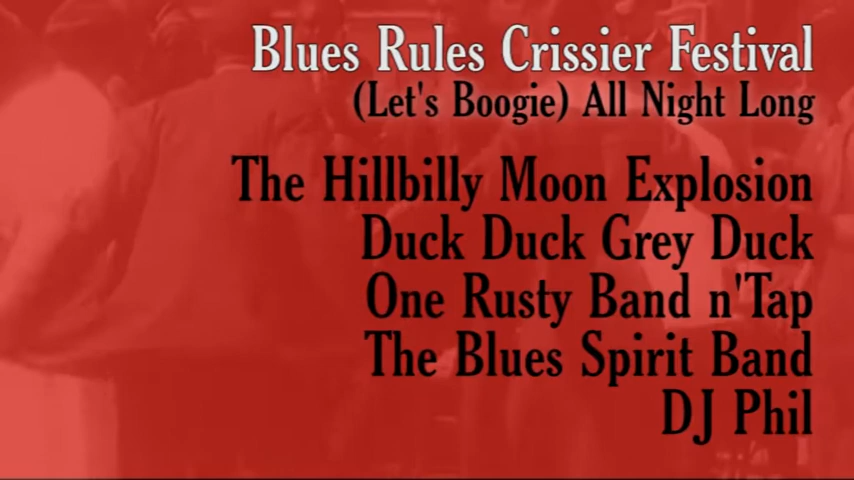 Blues Rules Crissier Festival
(Let's Boogie) All Night Long
The Hillbilly Moon Explosion
Duck Duck Grey Duck
One Rusty Band n'Tap
The Blues Spirit Band
DJ Phil